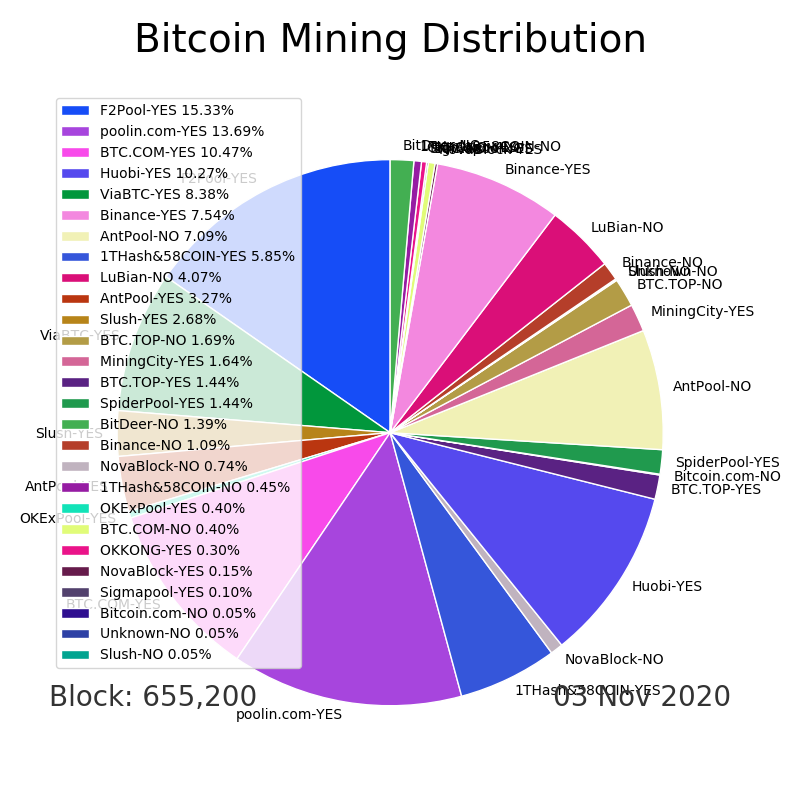 Bitcoin Mining Distribution
F2Pool-YES 15.33%
poolin.com-YES 13.69%
BTC.COM-YES 10.47%
Huobi-YES 10.27%
ViaBTC-YES 8.38%
Binance-YES 7.54%
AntPool-NO 7.09%
1THash&58COIN-YES 5.85%
LuBian-NO 4.07%
AntPool-YES 3.27%
Slush-YES 2.68%
BTC.TOP-NO 1.69%
MiningCity-YES 1.64%
BTC.TOP-YES 1.44%
SpiderPool-YES 1.44%
BitDeer-NO 1.39%
Binance-NO 1.09%
NovaBlock-NO 0.74%
1THash&58COIN-NO 0.45%
OKExPool-YES 0.40%
BTC.COM-NO 0.40%
OKKONG-YES 0.30%
NovaBlock-YES 0.15%
Sigmapool-YES 0.10%
Bitcoin.com-NO 0.05%
Unknown-NO 0.05%
Slush-NO 0.05%
Binance-YES
LuBian-NO
Binance-NO
BTC.TOP-NO
MiningCity-YES
AntPool-NO
SpiderPool-YES
Bitcoin.com-NO
BTC.TOP-YES
Huobi-YES
NovaBlock-NO
1THash&58COIN-YES
poolin.com-YES
BTC.COM-YES
OKExPool-YES
AntPool-YES
Slush-YES
ViaBTC-YES
F2Pool-YES
Block: 655,200
03 Nov 2020